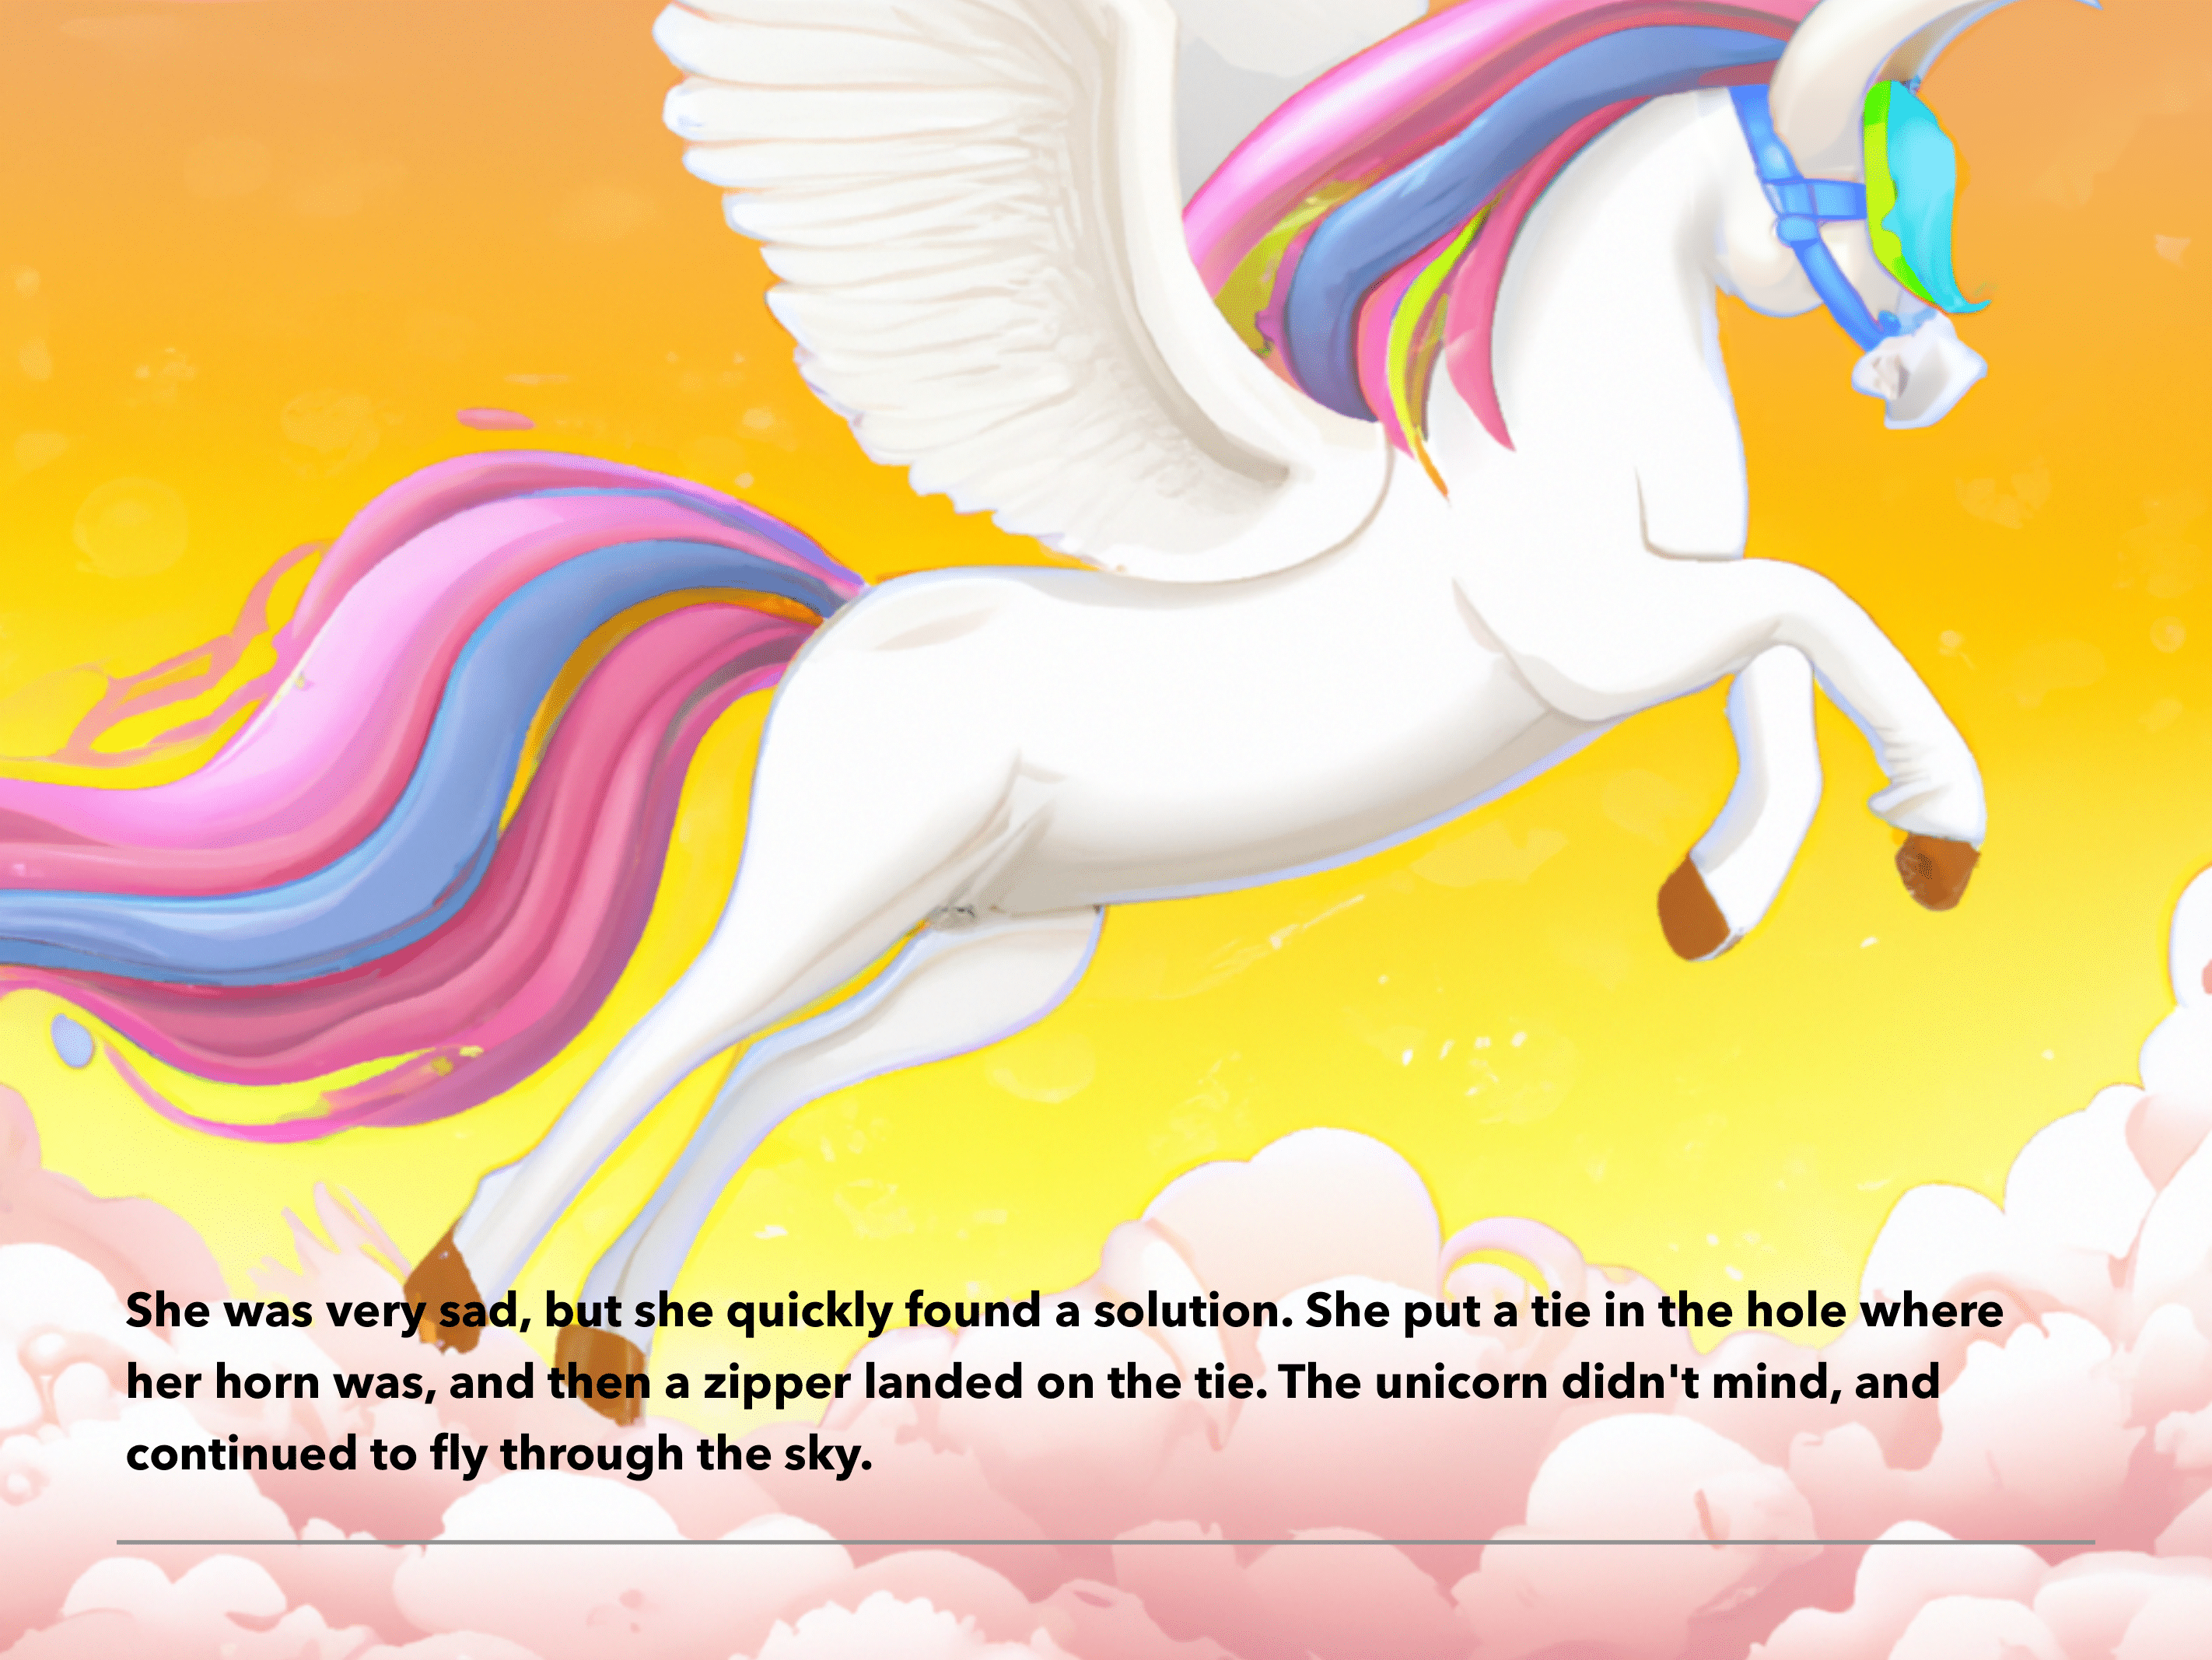 She was very sad, but she quickly found a solution. She put a tie in the hole where
her horn was, and then a zipper landed on the tie. The unicorn didn't mind, and
continued to fly through the sky.